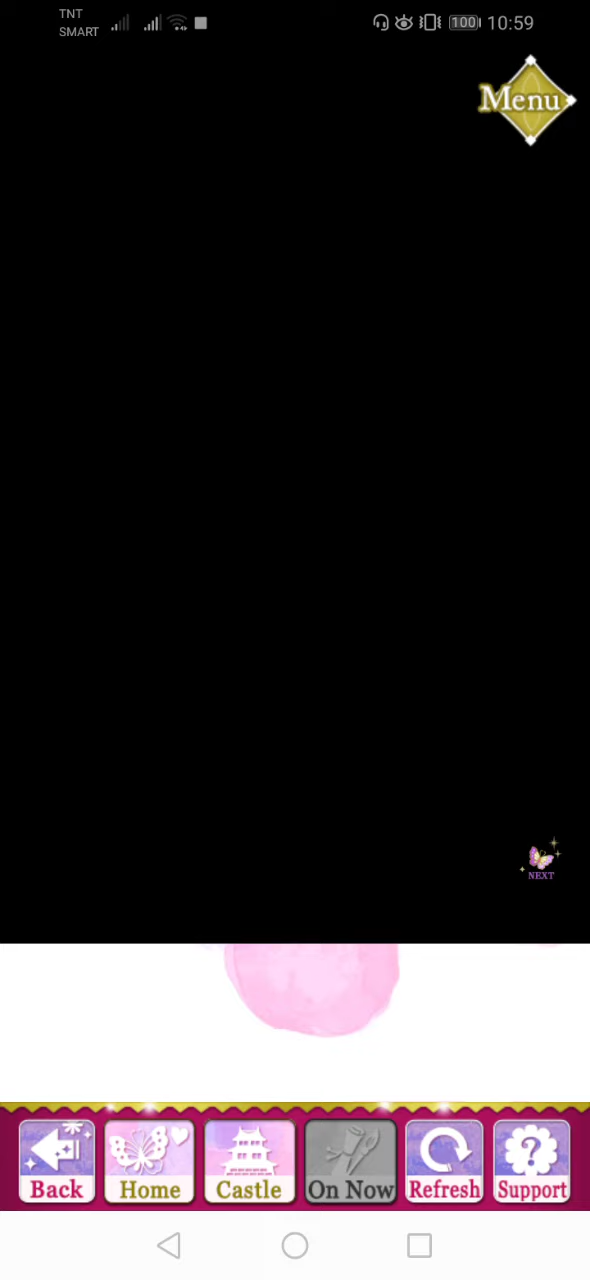 TNT
SMART
100 10:59
Menu
NEXT
Back Home Castle On Now Refresh Support